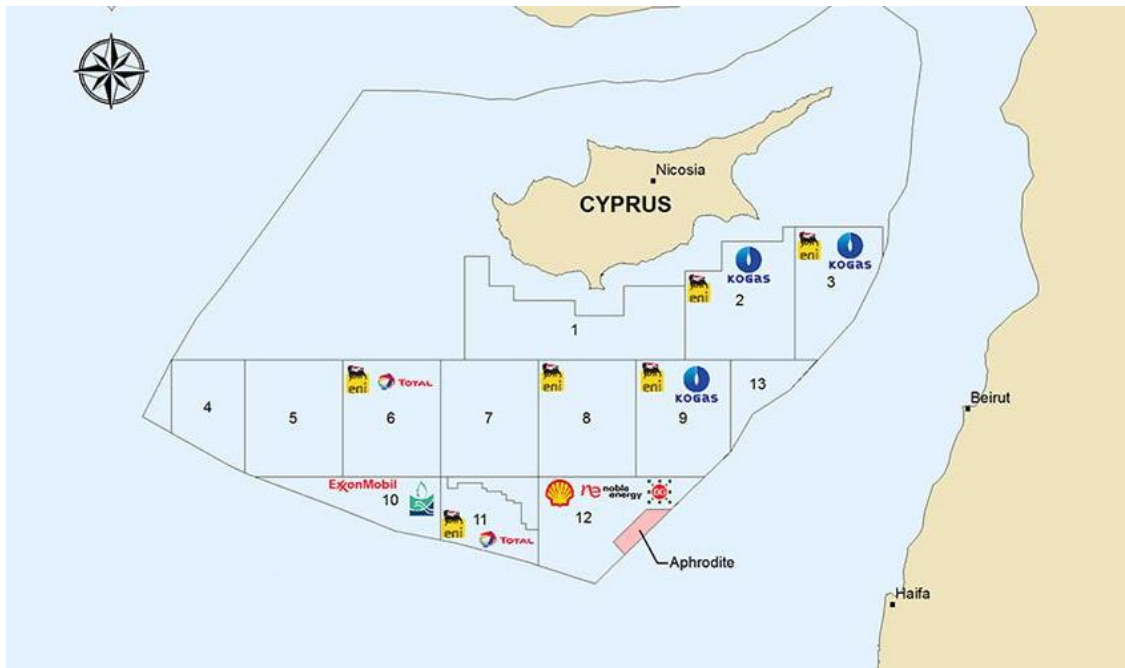 Nicosia
CYPRUS
eni KOGAS
3
KOGAS
eni
2
1
eni TOTAL
6
eni
8
eni KOGAS
9
13
4
5
7
Beirut
ExxonMobil
10
11
eni
TOTAL
ne noble energy
12
Aphrodite
Haifa